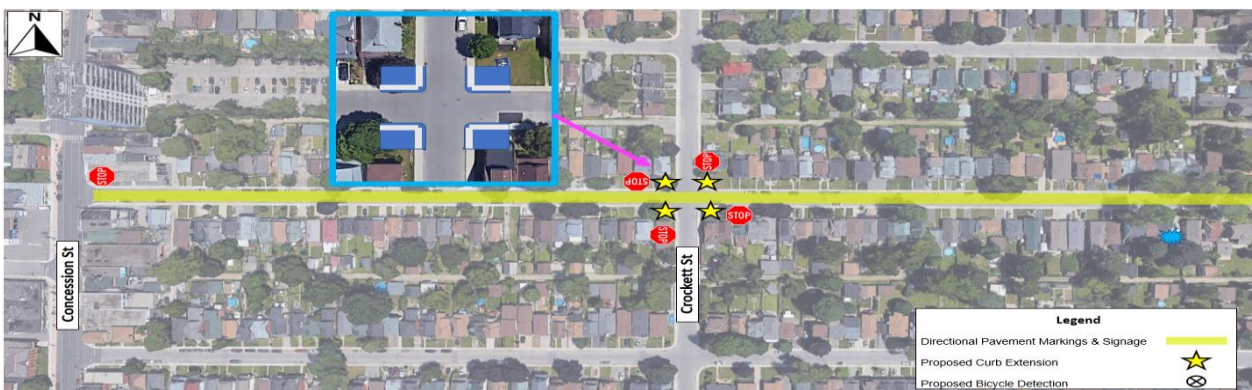 N
STOP
STOP
STOP
STOP
STOP
Concession St
Crockett St
Legend
Directional Pavement Markings & Signage
Proposed Curb Extension
Proposed Bicycle Detection